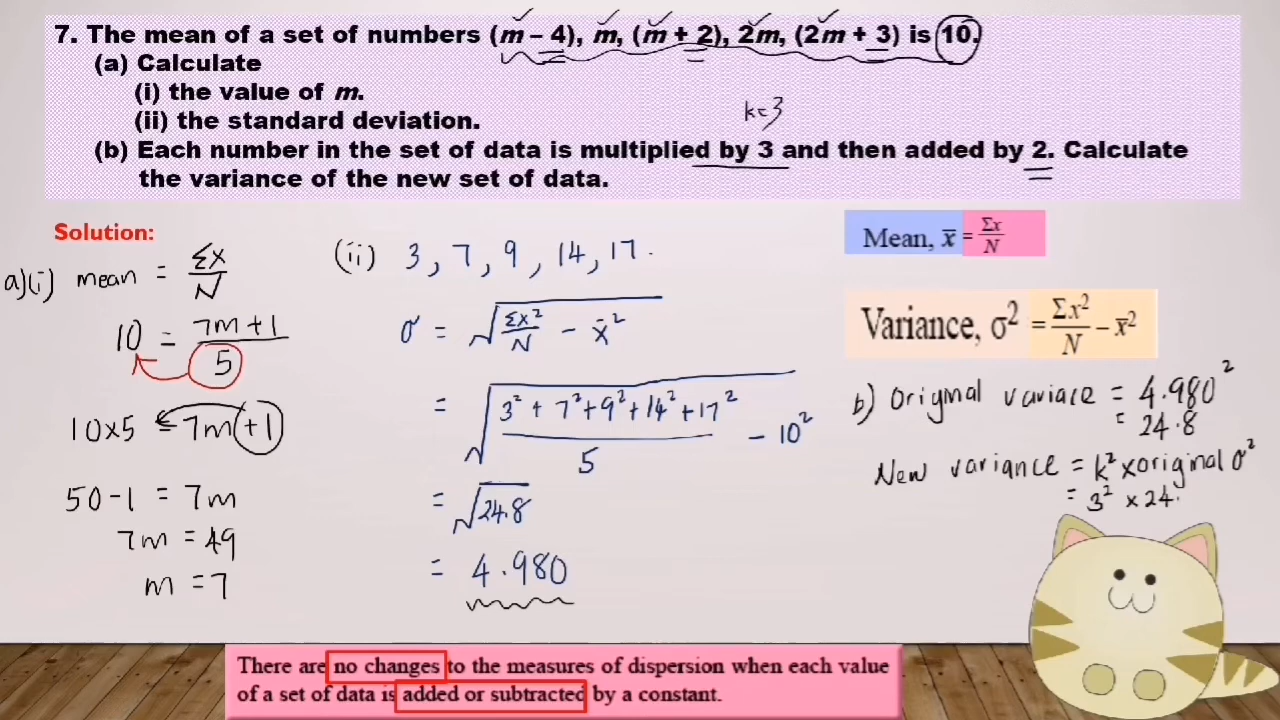 7. The mean of a set of numbers (m – 4), m, (m + 2), 2m, (2m + 3) is 10.
(a) Calculate
(i) the value of m.
(ii) the standard deviation.
k=3
(b) Each number in the set of data is multiplied by 3 and then added by 2. Calculate
the variance of the new set of data.
Solution:
a)(i) mean = Σx/N
10 = 7m+1/5
10x5 = 7m+1
50-1 = 7m
7m = 49
m = 7
(ii) 3, 7, 9, 14, 17.
σ = √(Σx²/N - x̄²)
= √(3² + 7² + 9² + 14² + 17²/5 - 10²)
= √24.8
= 4.980
Mean, x̄ = Σx/N
Variance, σ² = Σx²/N – x̄²
b) Original variace = 4.980²
= 24.8
New variance = k² x original σ²
= 3² x 24.
There are no changes to the measures of dispersion when each value
of a set of data is added or subtracted by a constant.